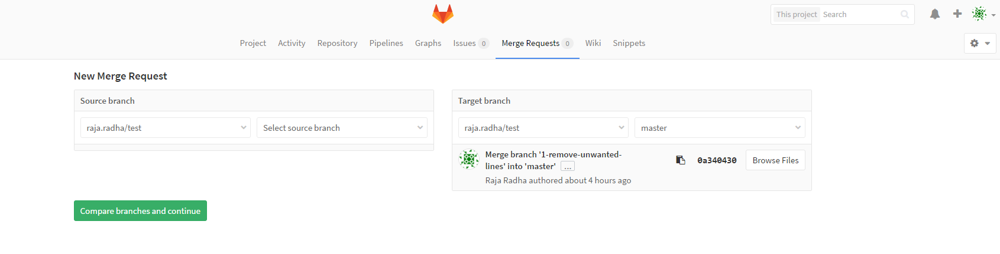 This project Search
Project Activity Repository Pipelines Graphs Issues 0 Merge Requests 0 Wiki Snippets
New Merge Request
Source branch
raja.radha/test Select source branch
Target branch
raja.radha/test master
Merge branch '1-remove-unwanted-
lines' into 'master' ...
Raja Radha authored about 4 hours ago
0a340430 Browse Files
Compare branches and continue